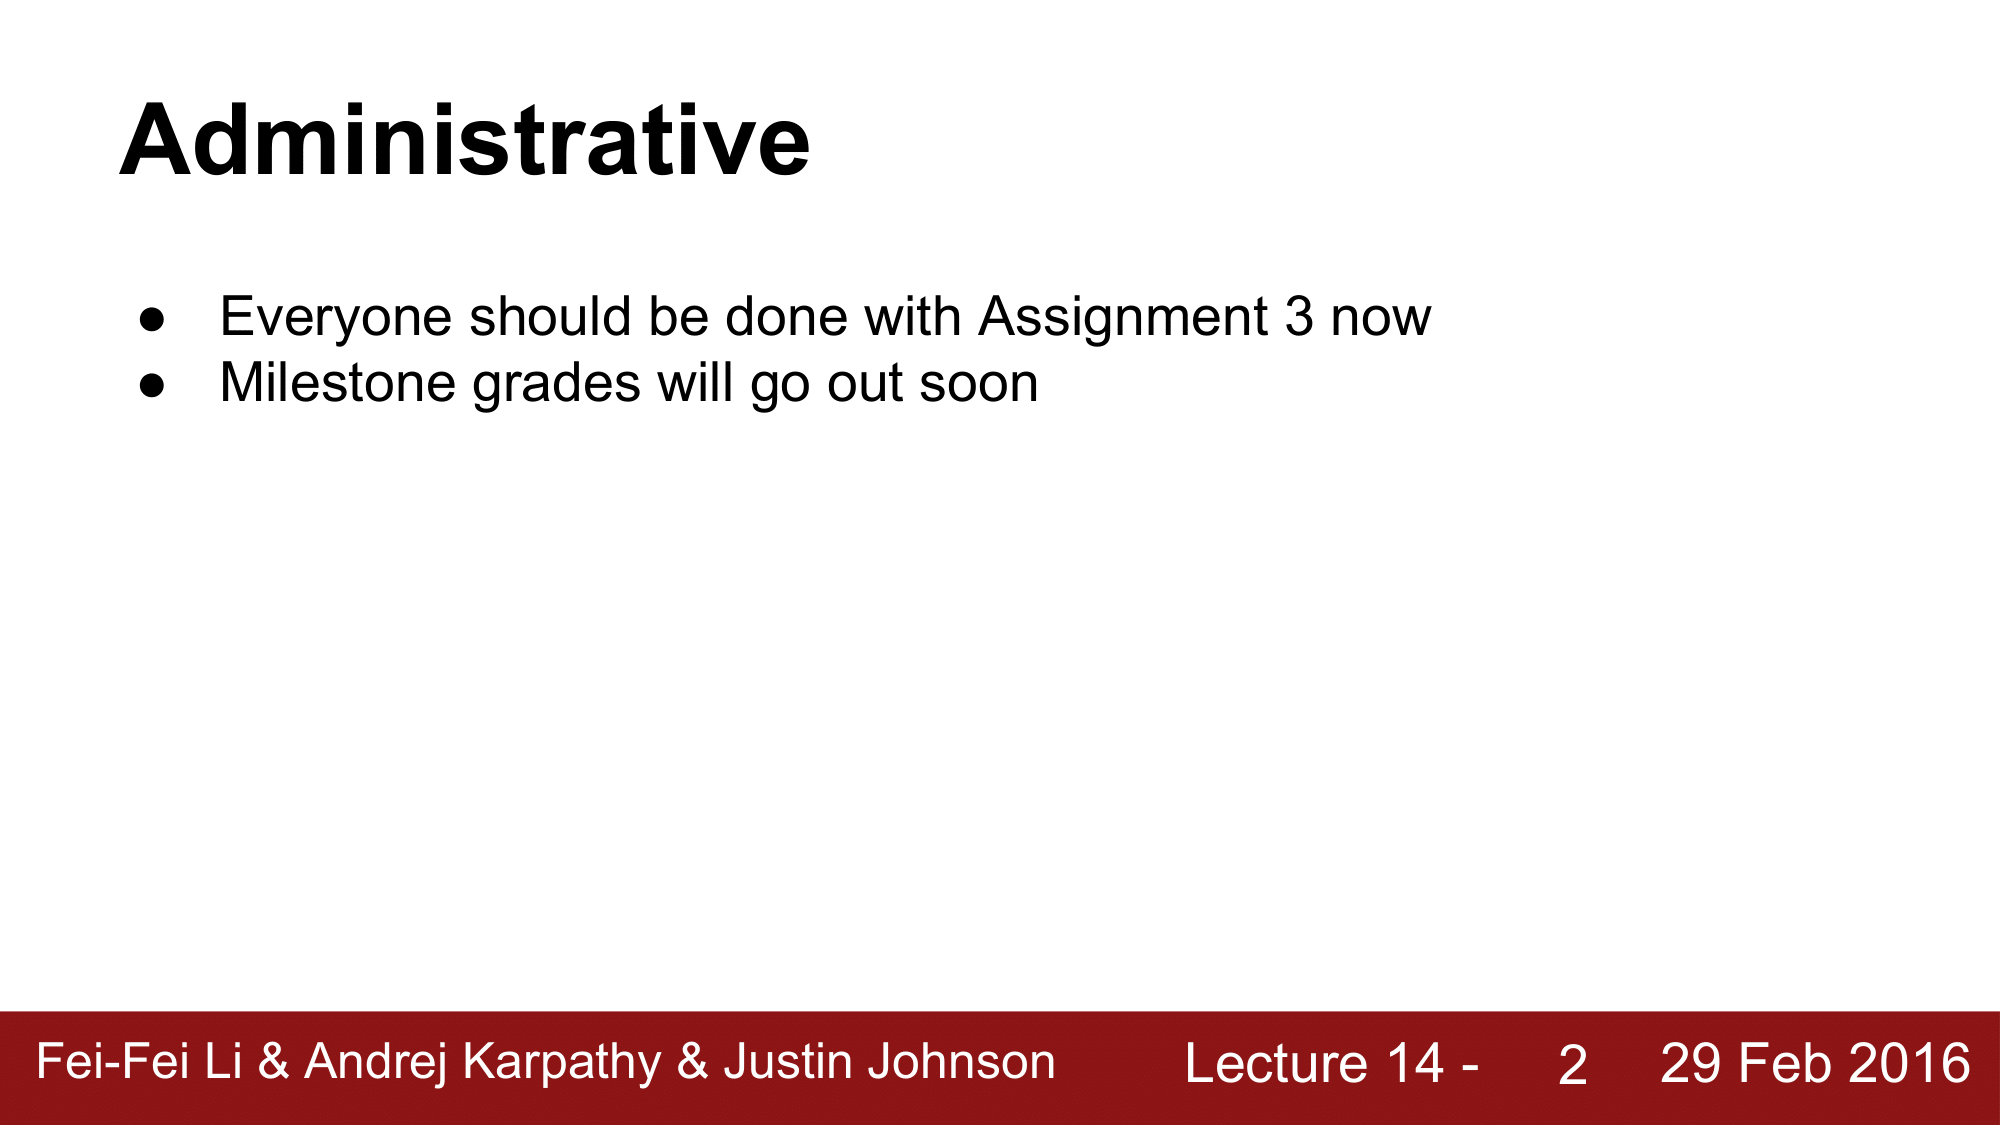 Administrative
● Everyone should be done with Assignment 3 now
● Milestone grades will go out soon
Fei-Fei Li & Andrej Karpathy & Justin Johnson Lecture 14 - 2 29 Feb 2016